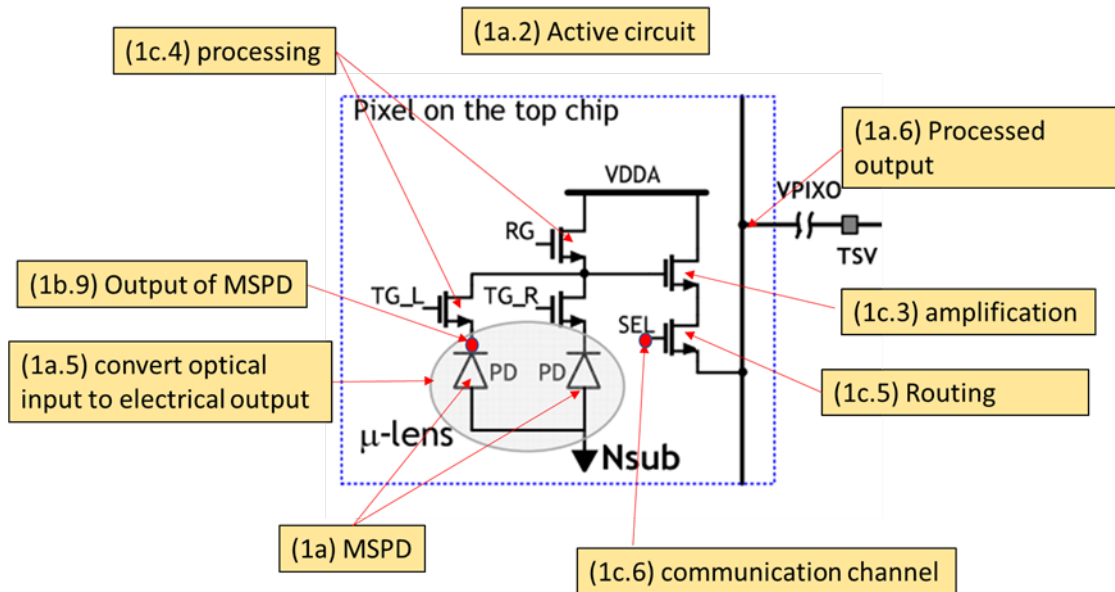 (1a.2) Active circuit
(1c.4) processing
Pixel on the top chip
(1a.6) Processed
output
VDDA
VPIXO
RG
TSV
(1b.9) Output of MSPD
TG_L
TG_R
(1c.3) amplification
SEL
(1a.5) convert optical
input to electrical output
PD
PD
(1c.5) Routing
μ-lens
Nsub
(1a) MSPD
(1c.6) communication channel